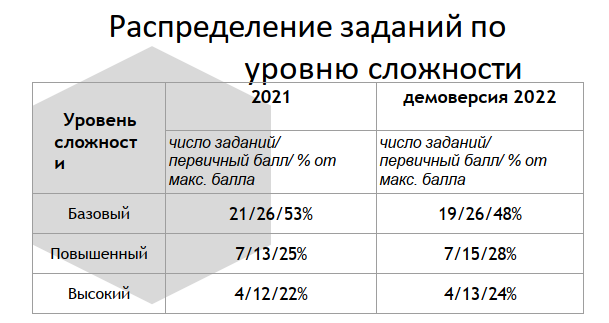 Распределение заданий по
уровню сложности
Уровень
сложност
и
2021
демоверсия 2022
число заданий/
первичный балл/ % от
макс. балла
число заданий/
первичный балл/ % от
макс. балла
Базовый 21/26/53% 19/26/48%
Повышенный 7/13/25% 7/15/28%
Высокий 4/12/22% 4/13/24%